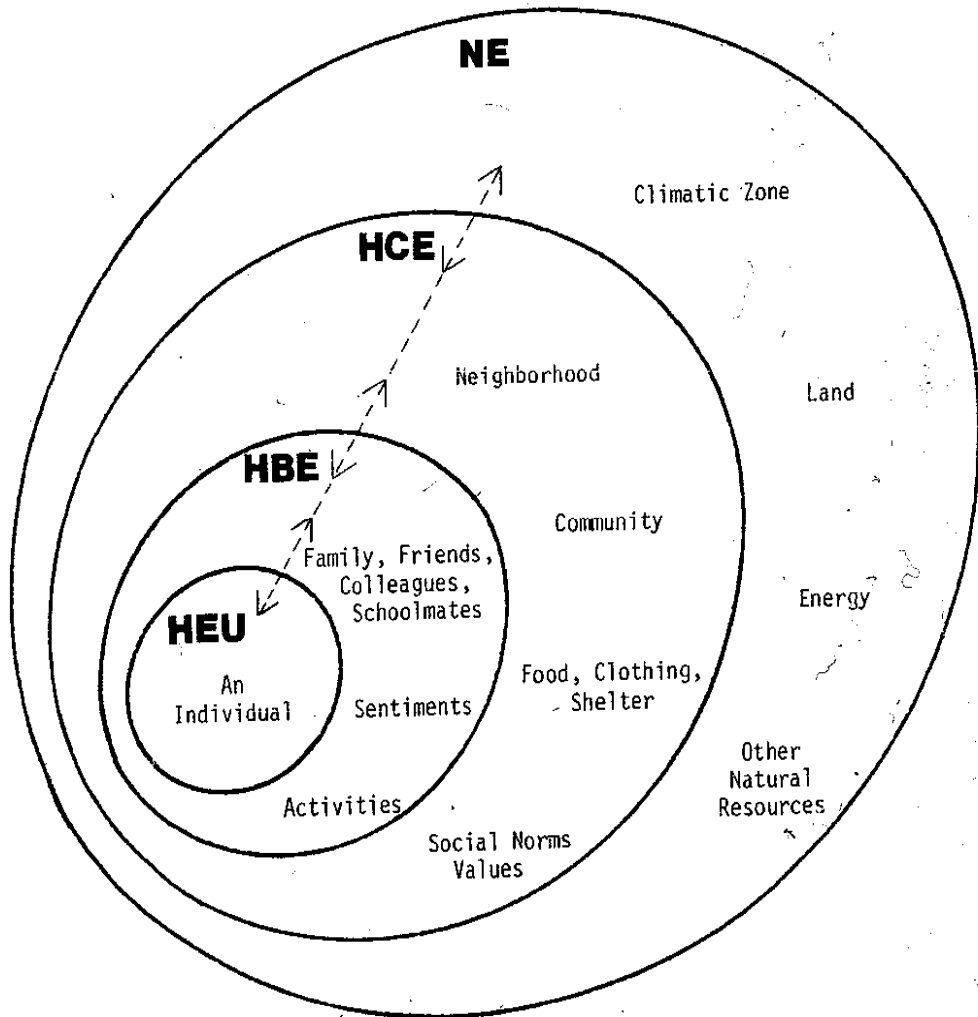 NE
Climatic Zone
HCE
Neighborhood
Land
HBE
Community
Family, Friends,
Colleagues,
Schoolmates
Energy
HEU
An
Individual
Sentiments
Food, Clothing,
Shelter
Other
Natural
Resources
Activities
Social Norms
Values